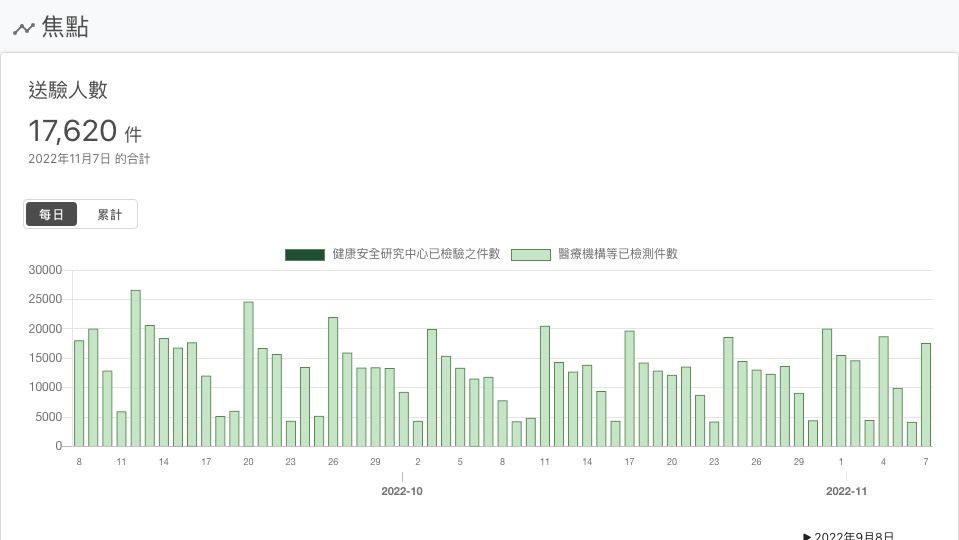 焦點
送驗人數
17,620 件
2022年11月7日 的合計
每日 累計
健康安全研究中心已檢驗之件數 醫療機構等已檢測件數
30000
25000
20000
15000
10000
5000
0
8 11 14 17 20 23 26 29 2 5 8 11 14 17 20 23 26 29 1 4 7
2022-10 2022-11
▶ 2022年9月8日